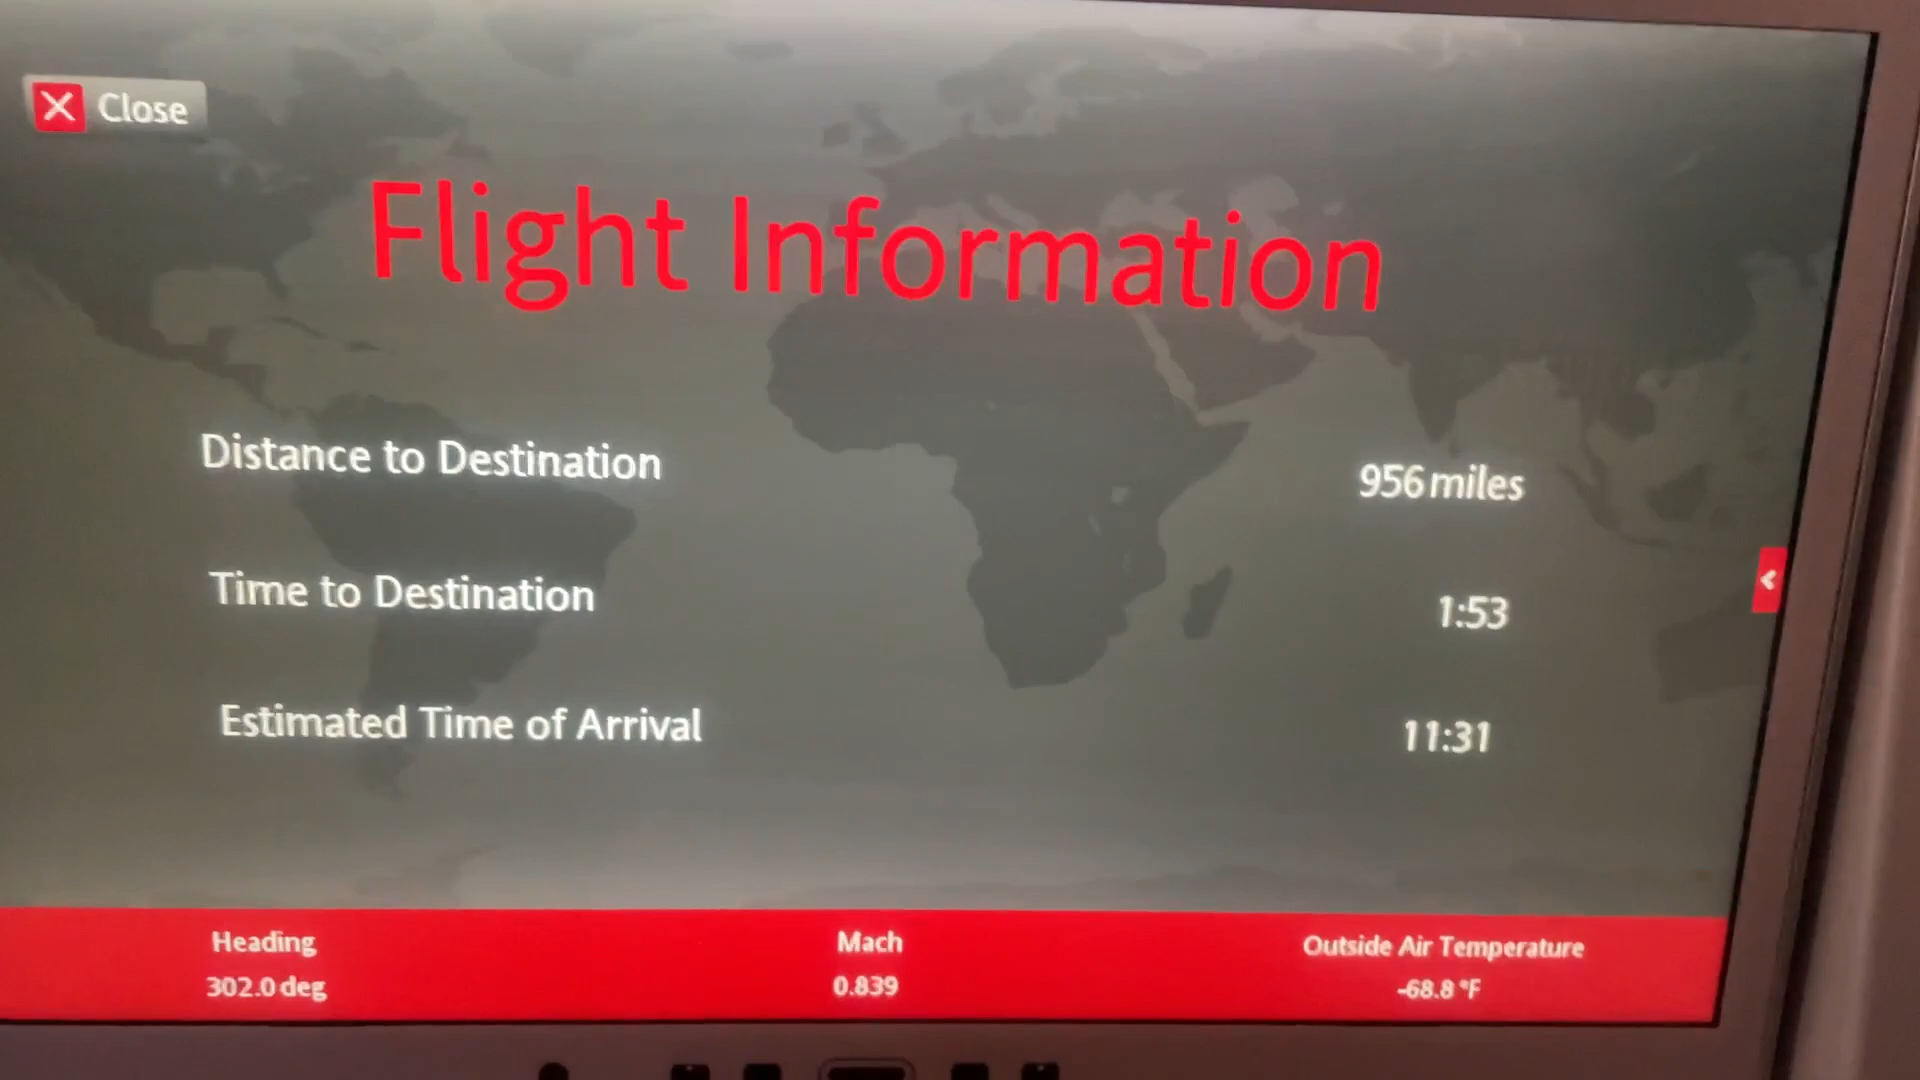 Close
Flight Information
Distance to Destination 956 miles
Time to Destination 1:53
Estimated Time of Arrival 11:31
Heading Mach Outside Air Temperature
302.0 deg 0.839 -68.8 °F